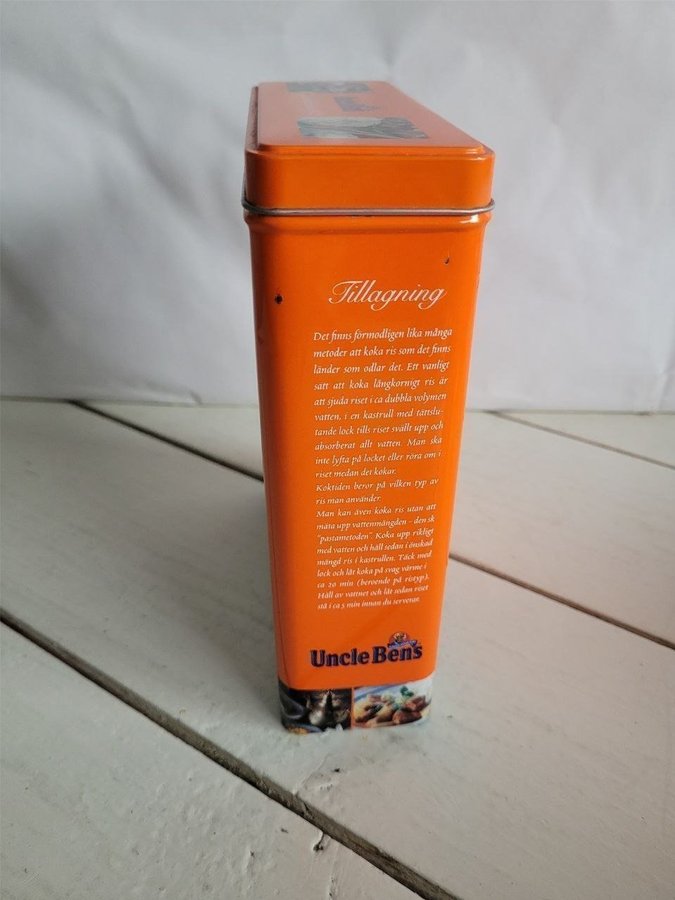 Tillagning
Det finns förmodligen lika många
metoder att koka ris som det finns
länder som odlar det. Ett vanligt
sätt att koka långkornigt ris är
att sjuda riset i ca dubbla volymen
vatten, i en kastrull med tättslu-
tande lock tills riset svällt upp och
absorberat allt vatten. Man ska
inte lyfta på locket eller röra om i
riset medan det kokar.
Koktiden beror på vilken typ av
ris man använder.
Man kan även koka ris utan att
mäta upp vattenmängden - den sk
"pastametoden". Koka upp rikligt
med vatten och häll sedan i önskad
mängd ris i kastrullen. Täck med
lock och låt koka på svag värme i
ca 20 min (beroende på ristyp).
Häll av vattnet och låt sedan riset
stå i ca 5 min innan du serverar.
Uncle Ben's